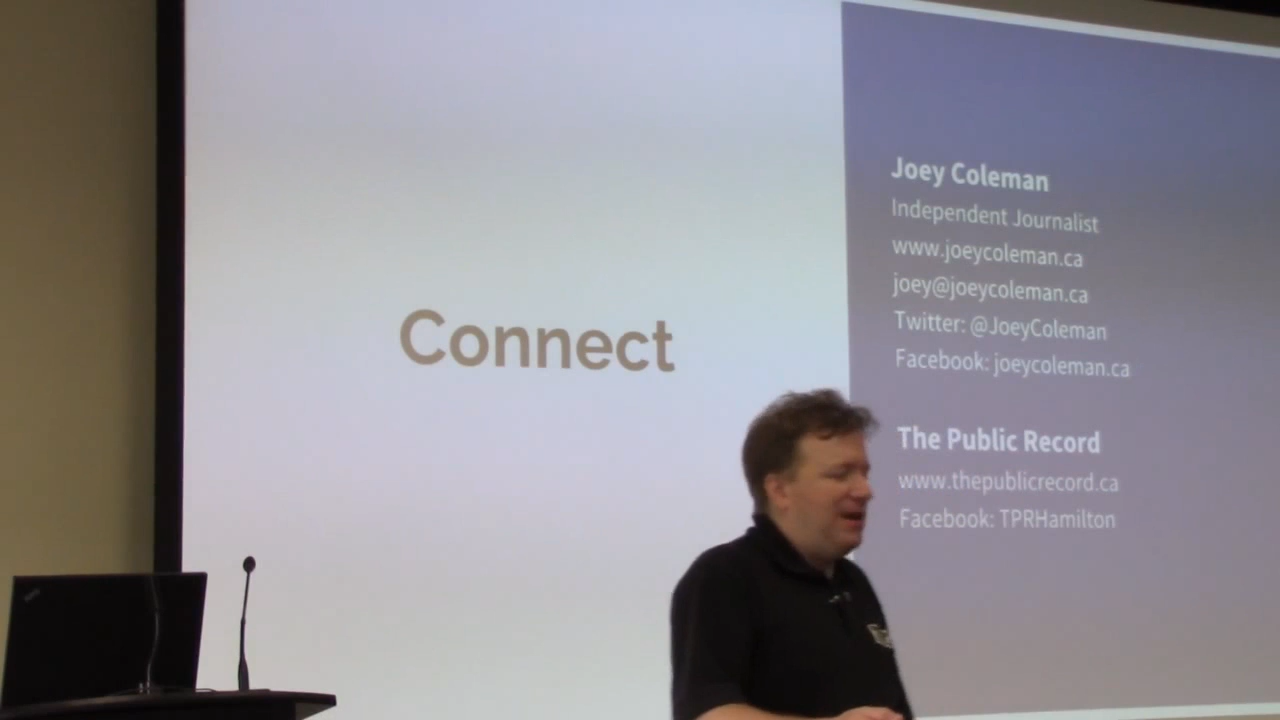 Connect
Joey Coleman
Independent Journalist
www.joeycoleman.ca
joey@joeycoleman.ca
Twitter: @JoeyColeman
Facebook: joeycoleman.ca
The Public Record
www.thepublicrecord.ca
Facebook: TPRHamilton